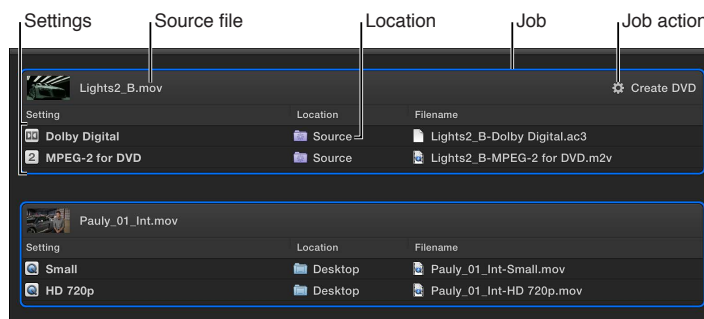 Settings Source file Location Job Job action
Lights2_B.mov Create DVD
Setting Location Filename
Dolby Digital Source Lights2_B-Dolby Digital.ac3
2 MPEG-2 for DVD Source Lights2_B-MPEG-2 for DVD.m2v
Pauly_01_Int.mov
Setting Location Filename
Small Desktop Pauly_01_Int-Small.mov
HD 720p Desktop Pauly_01_Int-HD 720p.mov